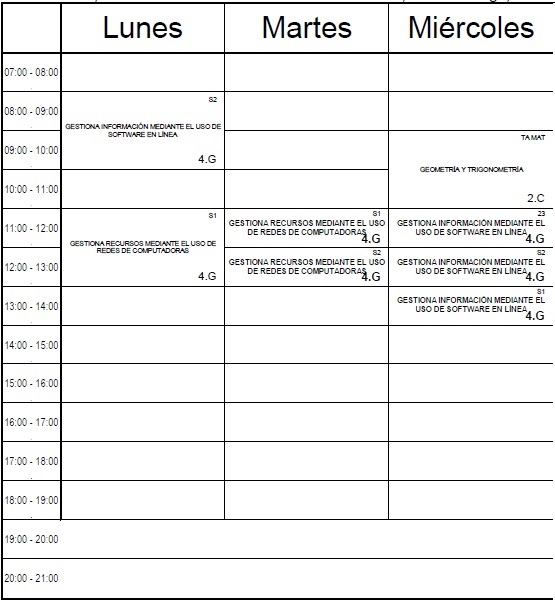 Lunes Martes Miércoles
07:00 - 08:00
08:00 - 09:00
S2
GESTIONA INFORMACIÓN MEDIANTE EL USO DE
SOFTWARE EN LÍNEA
4.G
09:00 - 10:00
TA MAT
GEOMETRÍA Y TRIGONOMETRÍA
2.C
10:00 - 11:00
11:00 - 12:00
S1
GESTIONA RECURSOS MEDIANTE EL USO DE
REDES DE COMPUTADORAS
4.G
S1
GESTIONA RECURSOS MEDIANTE EL USO
DE REDES DE COMPUTADORAS
4.G
23
GESTIONA INFORMACIÓN MEDIANTE EL
USO DE SOFTWARE EN LÍNEA
4.G
12:00 - 13:00
S2
GESTIONA RECURSOS MEDIANTE EL USO
DE REDES DE COMPUTADORAS
4.G
S2
GESTIONA INFORMACIÓN MEDIANTE EL
USO DE SOFTWARE EN LÍNEA
4.G
13:00 - 14:00
S1
GESTIONA INFORMACIÓN MEDIANTE EL
USO DE SOFTWARE EN LÍNEA
4.G
14:00 - 15:00
15:00 - 16:00
16:00 - 17:00
17:00 - 18:00
18:00 - 19:00
19:00 - 20:00
20:00 - 21:00